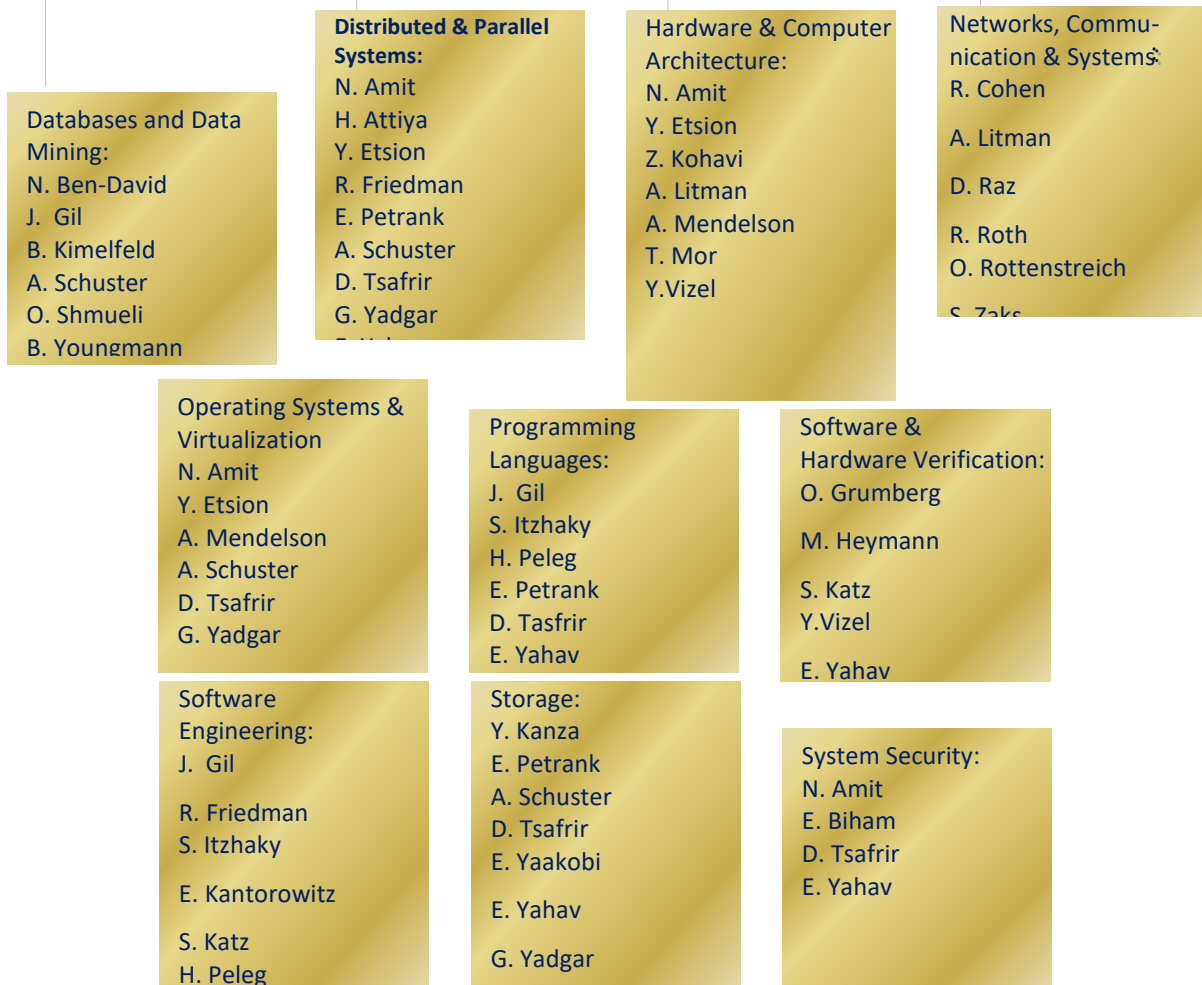 Databases and Data
Mining:
N. Ben-David
J. Gil
B. Kimelfeld
A. Schuster
O. Shmueli
B. Youngmann
Distributed & Parallel
Systems:
N. Amit
H. Attiya
Y. Etsion
R. Friedman
E. Petrank
A. Schuster
D. Tsafrir
G. Yadgar
Hardware & Computer
Architecture:
N. Amit
Y. Etsion
Z. Kohavi
A. Litman
A. Mendelson
T. Mor
Y.Vizel
Networks, Commu-
nication & Systems:
R. Cohen
A. Litman
D. Raz
R. Roth
O. Rottenstreich
S. Zaks
Operating Systems &
Virtualization
N. Amit
Y. Etsion
A. Mendelson
A. Schuster
D. Tsafrir
G. Yadgar
Programming
Languages:
J. Gil
S. Itzhaky
H. Peleg
E. Petrank
D. Tasfrir
E. Yahav
Software &
Hardware Verification:
O. Grumberg
M. Heymann
S. Katz
Y.Vizel
E. Yahav
Software
Engineering:
J. Gil
R. Friedman
S. Itzhaky
E. Kantorowitz
S. Katz
H. Peleg
Storage:
Y. Kanza
E. Petrank
A. Schuster
D. Tsafrir
E. Yaakobi
E. Yahav
G. Yadgar
System Security:
N. Amit
E. Biham
D. Tsafrir
E. Yahav